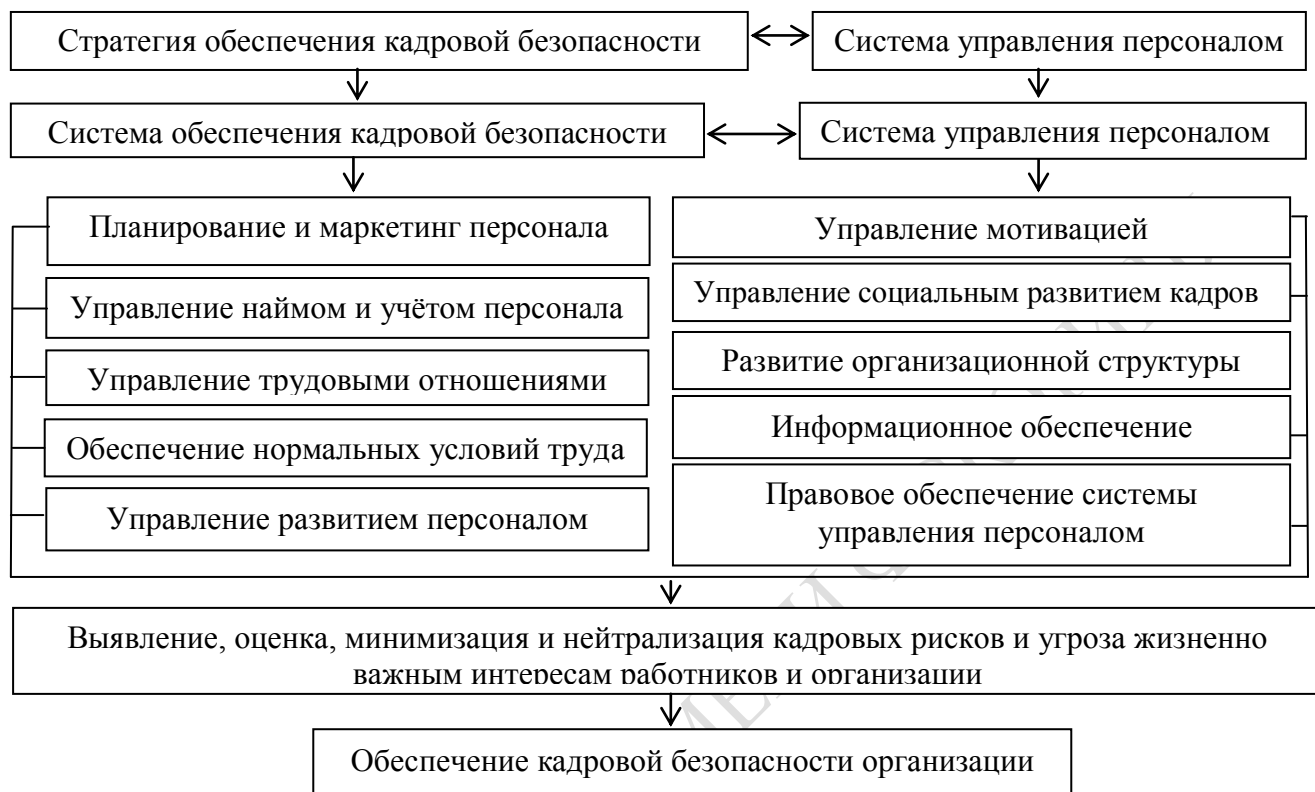 Стратегия обеспечения кадровой безопасности
Система управления персоналом
Система обеспечения кадровой безопасности
Система управления персоналом
Планирование и маркетинг персонала
Управление наймом и учётом персонала
Управление трудовыми отношениями
Обеспечение нормальных условий труда
Управление развитием персоналом
Управление мотивацией
Управление социальным развитием кадров
Развитие организационной структуры
Информационное обеспечение
Правовое обеспечение системы
управления персоналом
Выявление, оценка, минимизация и нейтрализация кадровых рисков и угроза жизненно
важным интересам работников и организации
Обеспечение кадровой безопасности организации